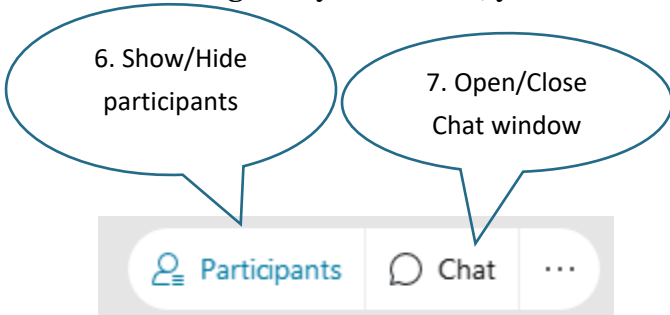 6. Show/Hide
participants
7. Open/Close
Chat window
Participants Chat ...